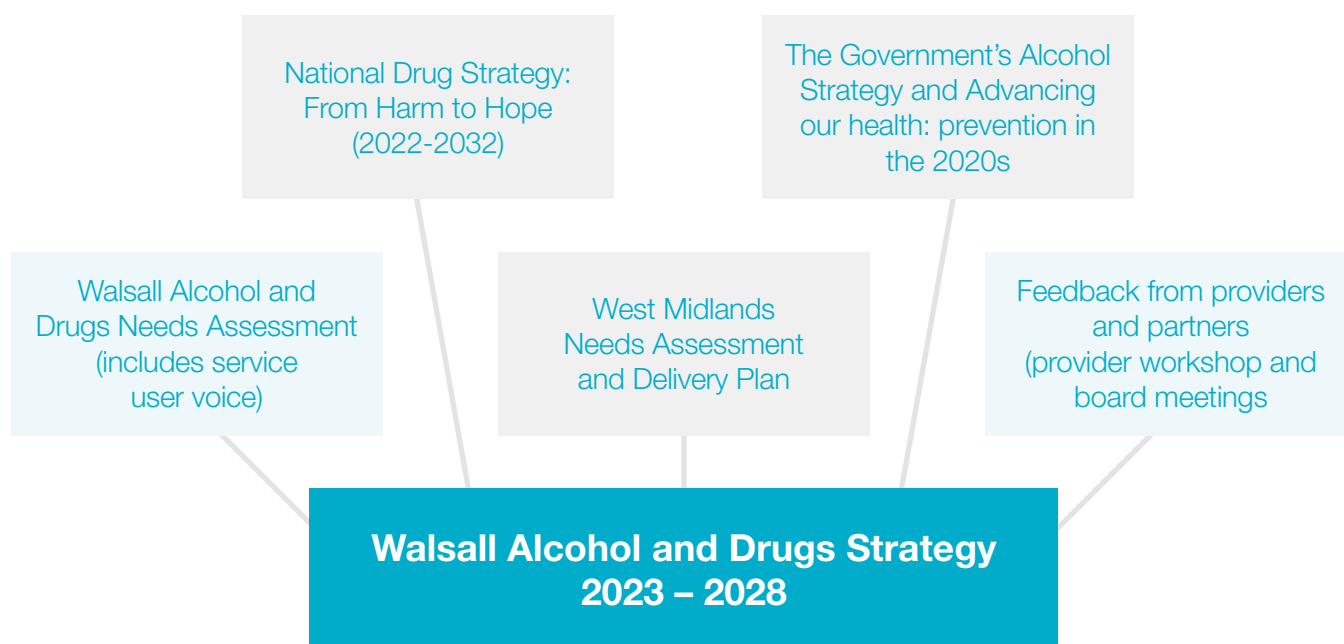 National Drug Strategy:
From Harm to Hope
(2022-2032)
The Government’s Alcohol
Strategy and Advancing
our health: prevention in
the 2020s
Walsall Alcohol and
Drugs Needs Assessment
(includes service
user voice)
West Midlands
Needs Assessment
and Delivery Plan
Feedback from providers
and partners
(provider workshop and
board meetings
Walsall Alcohol and Drugs Strategy
2023 – 2028